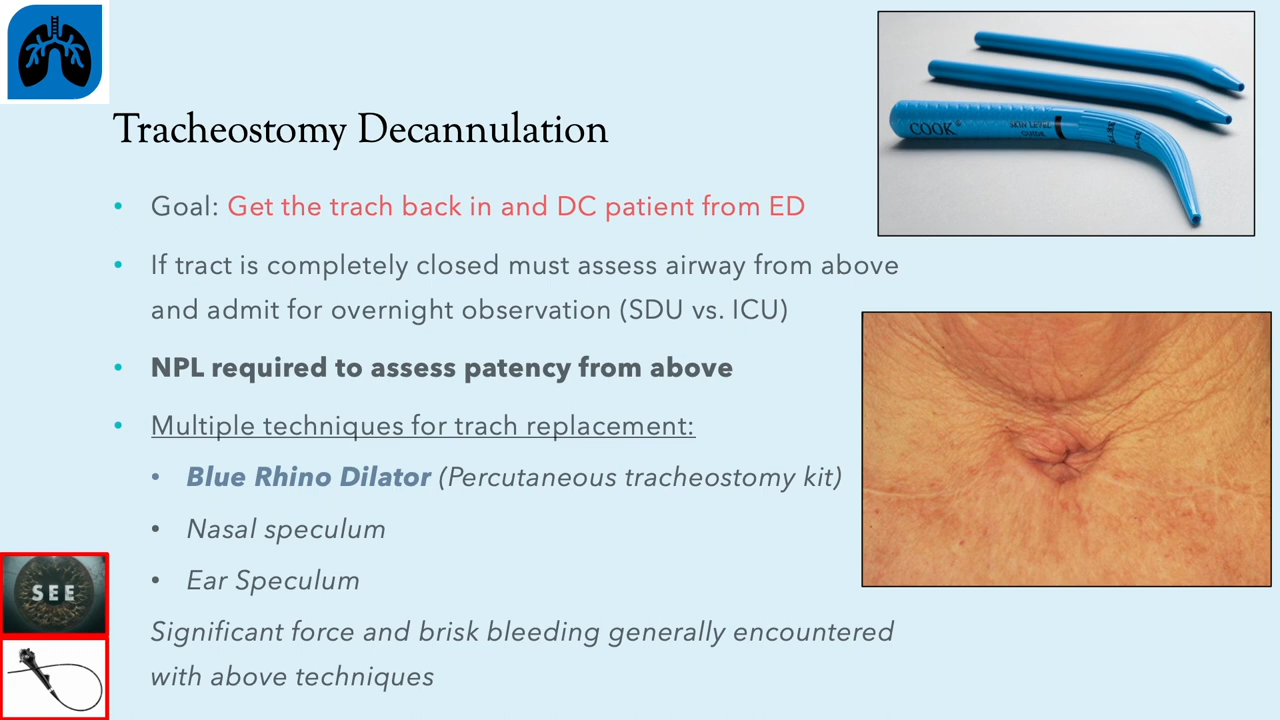 Tracheostomy Decannulation
Goal: Get the trach back in and DC patient from ED
If tract is completely closed must assess airway from above
and admit for overnight observation (SDU vs. ICU)
NPL required to assess patency from above
Multiple techniques for trach replacement:
Blue Rhino Dilator (Percutaneous tracheostomy kit)
Nasal speculum
Ear Speculum
Significant force and brisk bleeding generally encountered
with above techniques
COOK®
SKIN LEVEL
SEE